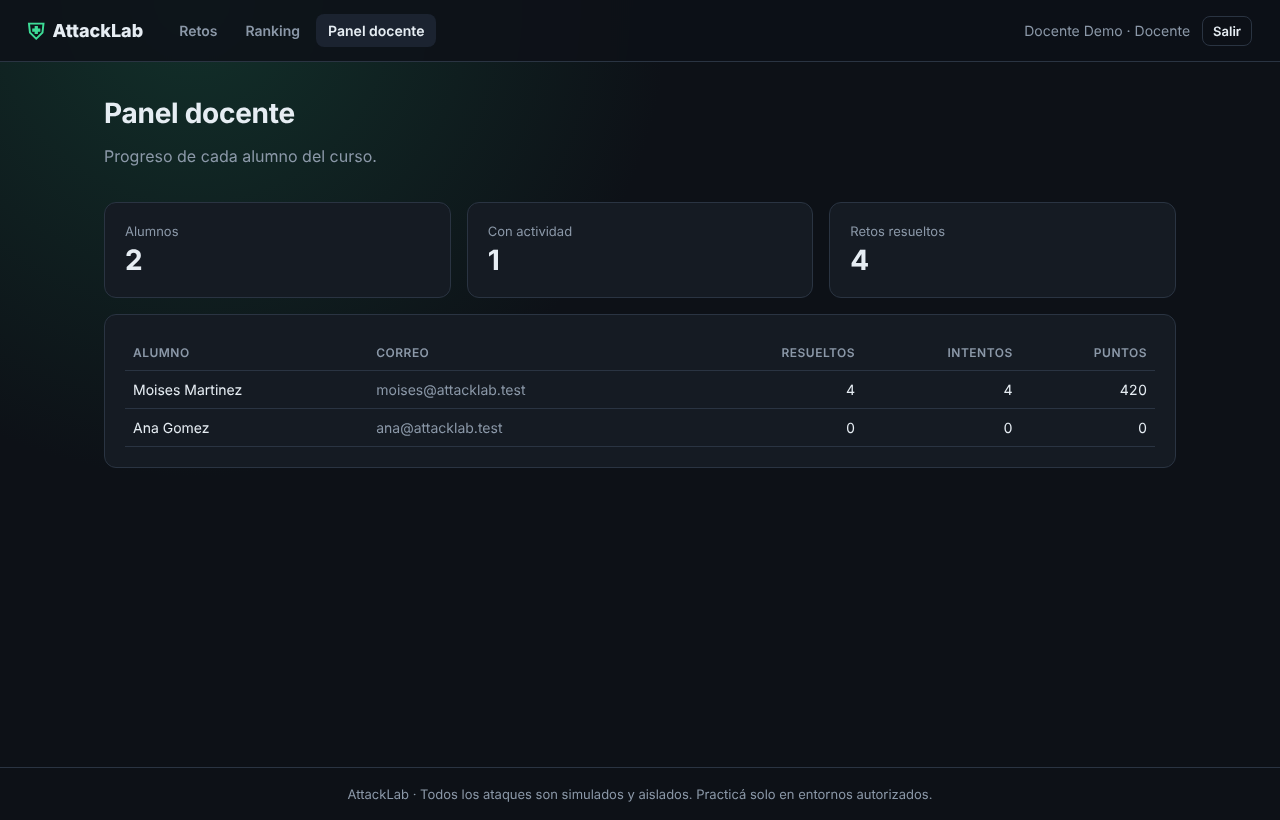 AttackLab Retos Ranking Panel docente Docente Demo · Docente Salir
Panel docente
Progreso de cada alumno del curso.
Alumnos Con actividad Retos resueltos
2 1 4
ALUMNO CORREO RESUELTOS INTENTOS PUNTOS
Moises Martinez moises@attacklab.test 4 4 420
Ana Gomez ana@attacklab.test 0 0 0
AttackLab · Todos los ataques son simulados y aislados. Practicá solo en entornos autorizados.